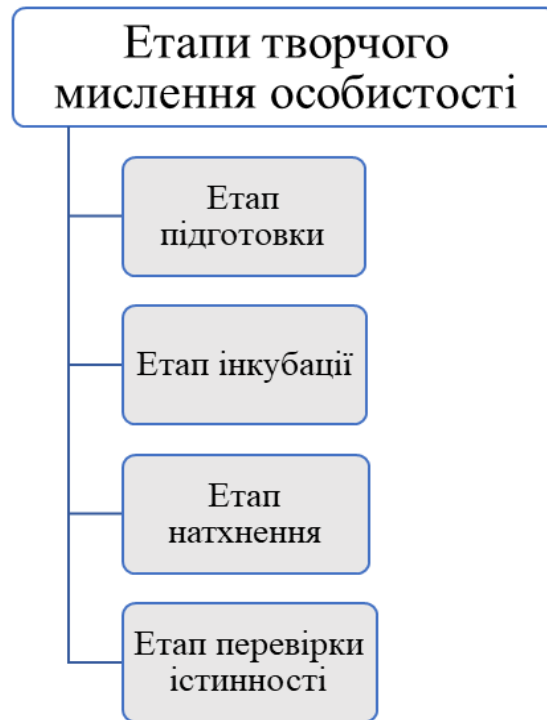 Етапи творчого
мислення особистості
Етап
підготовки
Етап інкубації
Етап
натхнення
Етап перевірки
істинності